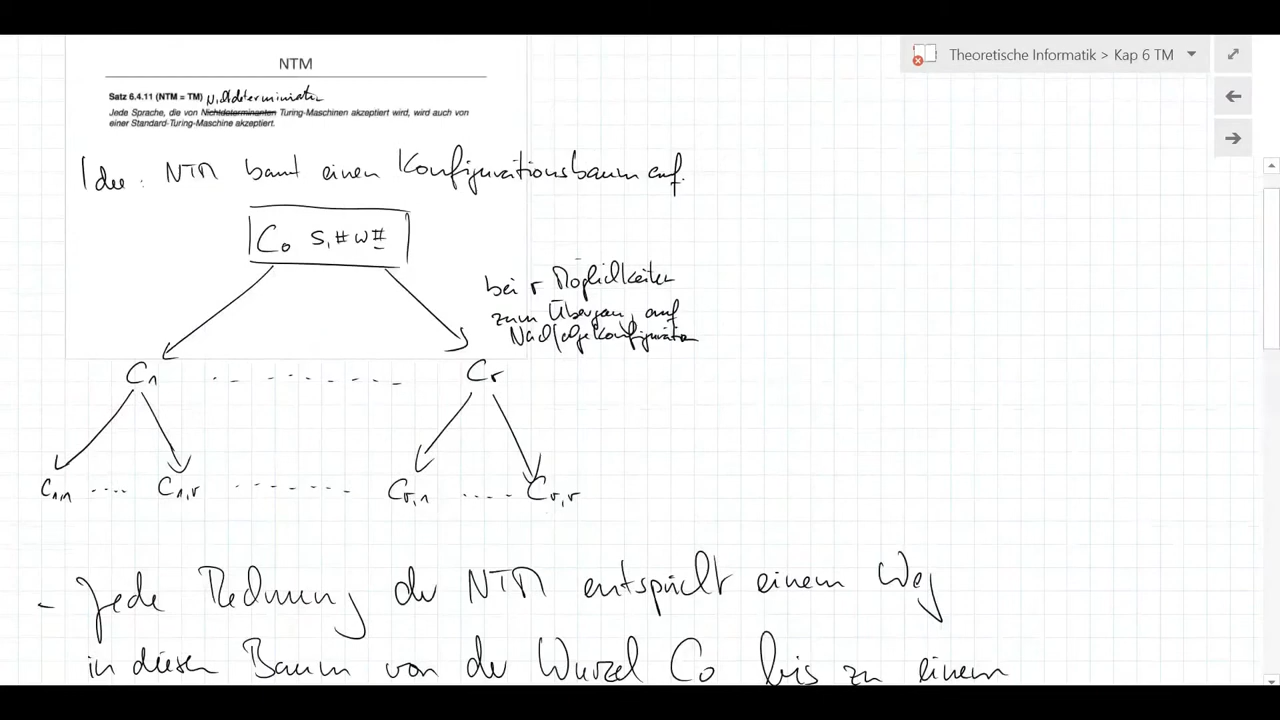 NTM
Theoretische Informatik > Kap 6 TM
Satz 6.4.11 (NTM = TM) Nichtdeterministischen
Jede Sprache, die von Nichtdeterminanten Turing-Maschinen akzeptiert wird, wird auch von
einer Standard-Turing-Maschine akzeptiert.
Idee: NTM baut einen Konfigurationsbaum auf.
C₀ s, # w #
bei r Möglichkeiten
zum Übergang auf
Nachfolgekonfiguration
C₁ ........... Cᵣ
C₁,₁ .... C₁,ᵣ ........ Cᵣ,₁ ..... Cᵣ,ᵣ
- Jede Rechnung der NTM entspricht einem Weg
in diesen Baum von der Wurzel C₀ bis zu einem